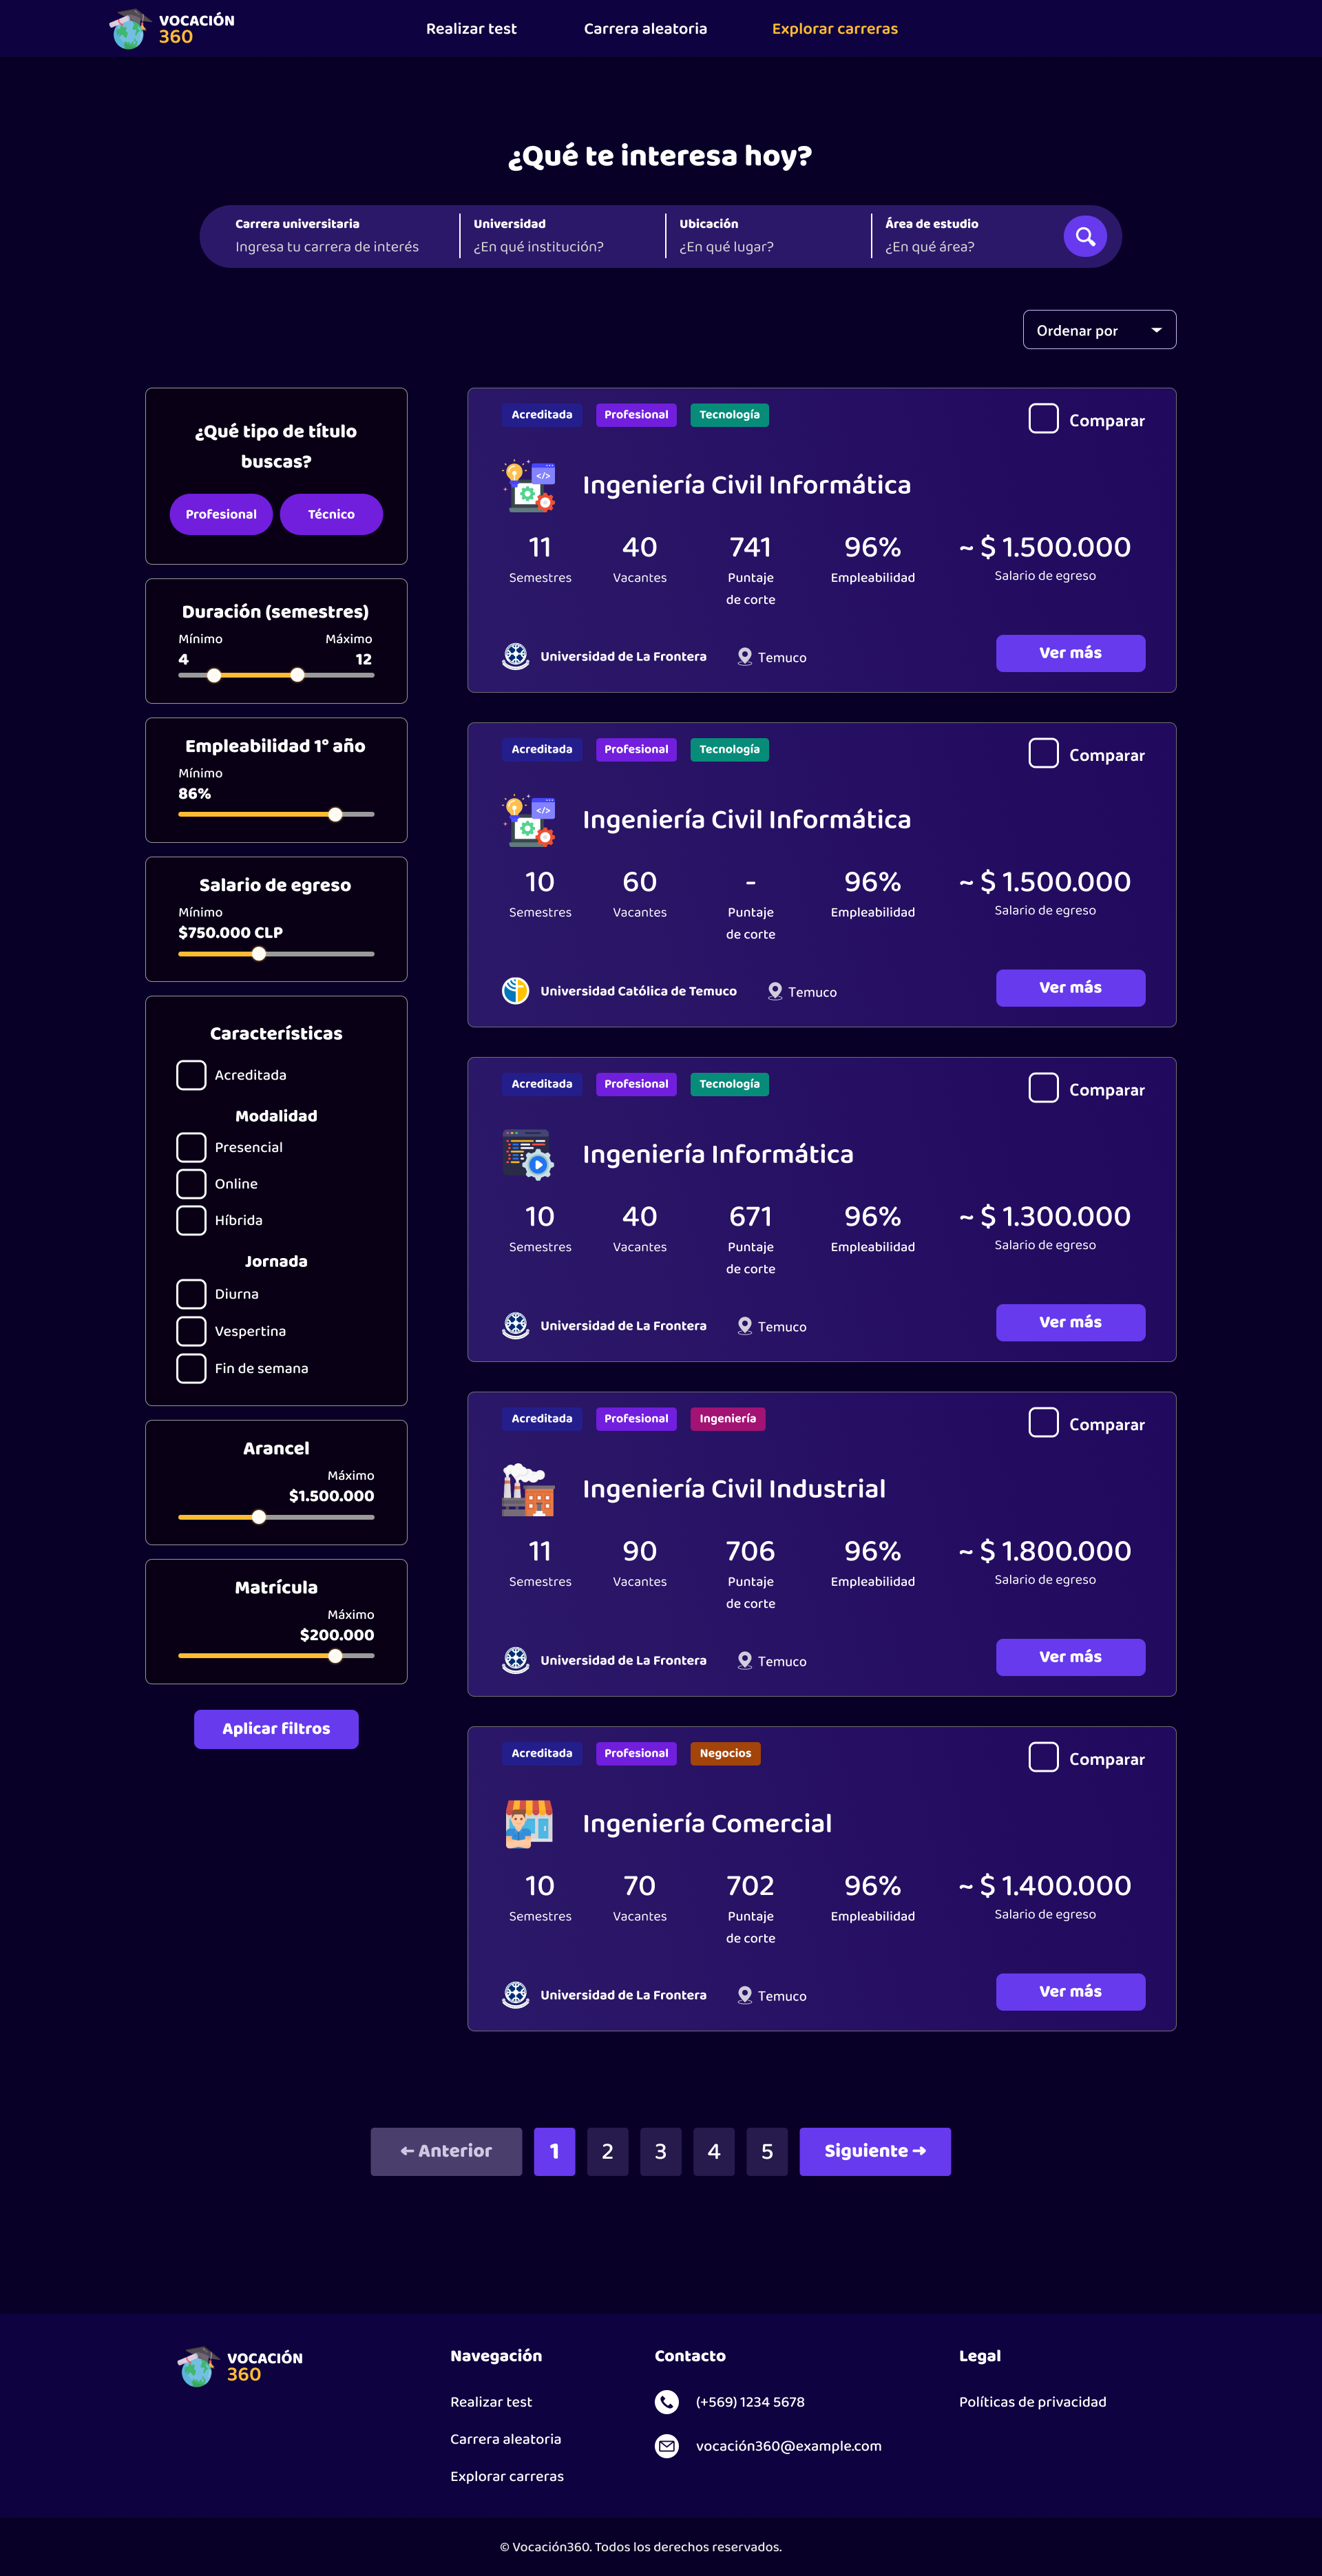 VOCACIÓN
360
Realizar test
Carrera aleatoria
Explorar carreras
¿Qué te interesa hoy?
Carrera universitaria
Ingresa tu carrera de interés
Universidad
¿En qué institución?
Ubicación
¿En qué lugar?
Área de estudio
¿En qué área?
Ordenar por
¿Qué tipo de título
buscas?
Profesional
Técnico
Duración (semestres)
Mínimo
Máximo
4
12
Empleabilidad 1° año
Mínimo
86%
Salario de egreso
Mínimo
$750.000 CLP
Características
Acreditada
Modalidad
Presencial
Online
Híbrida
Jornada
Diurna
Vespertina
Fin de semana
Arancel
Máximo
$1.500.000
Matrícula
Máximo
$200.000
Aplicar filtros
Acreditada
Profesional
Tecnología
Comparar
Ingeniería Civil Informática
</>
11
40
741
96%
~ $ 1.500.000
Semestres
Vacantes
Puntaje
de corte
Empleabilidad
Salario de egreso
Universidad de La Frontera
Temuco
Ver más
Acreditada
Profesional
Tecnología
Comparar
Ingeniería Civil Informática
</>
10
60
-
96%
~ $ 1.500.000
Semestres
Vacantes
Puntaje
de corte
Empleabilidad
Salario de egreso
Universidad Católica de Temuco
Temuco
Ver más
Acreditada
Profesional
Tecnología
Comparar
Ingeniería Informática
10
40
671
96%
~ $ 1.300.000
Semestres
Vacantes
Puntaje
de corte
Empleabilidad
Salario de egreso
Universidad de La Frontera
Temuco
Ver más
Acreditada
Profesional
Ingeniería
Comparar
Ingeniería Civil Industrial
11
90
706
96%
~ $ 1.800.000
Semestres
Vacantes
Puntaje
de corte
Empleabilidad
Salario de egreso
Universidad de La Frontera
Temuco
Ver más
Acreditada
Profesional
Negocios
Comparar
Ingeniería Comercial
10
70
702
96%
~ $ 1.400.000
Semestres
Vacantes
Puntaje
de corte
Empleabilidad
Salario de egreso
Universidad de La Frontera
Temuco
Ver más
← Anterior
1
2
3
4
5
Siguiente →
VOCACIÓN
360
Navegación
Realizar test
Carrera aleatoria
Explorar carreras
Contacto
(+569) 1234 5678
vocación360@example.com
Legal
Políticas de privacidad
© Vocación360. Todos los derechos reservados.